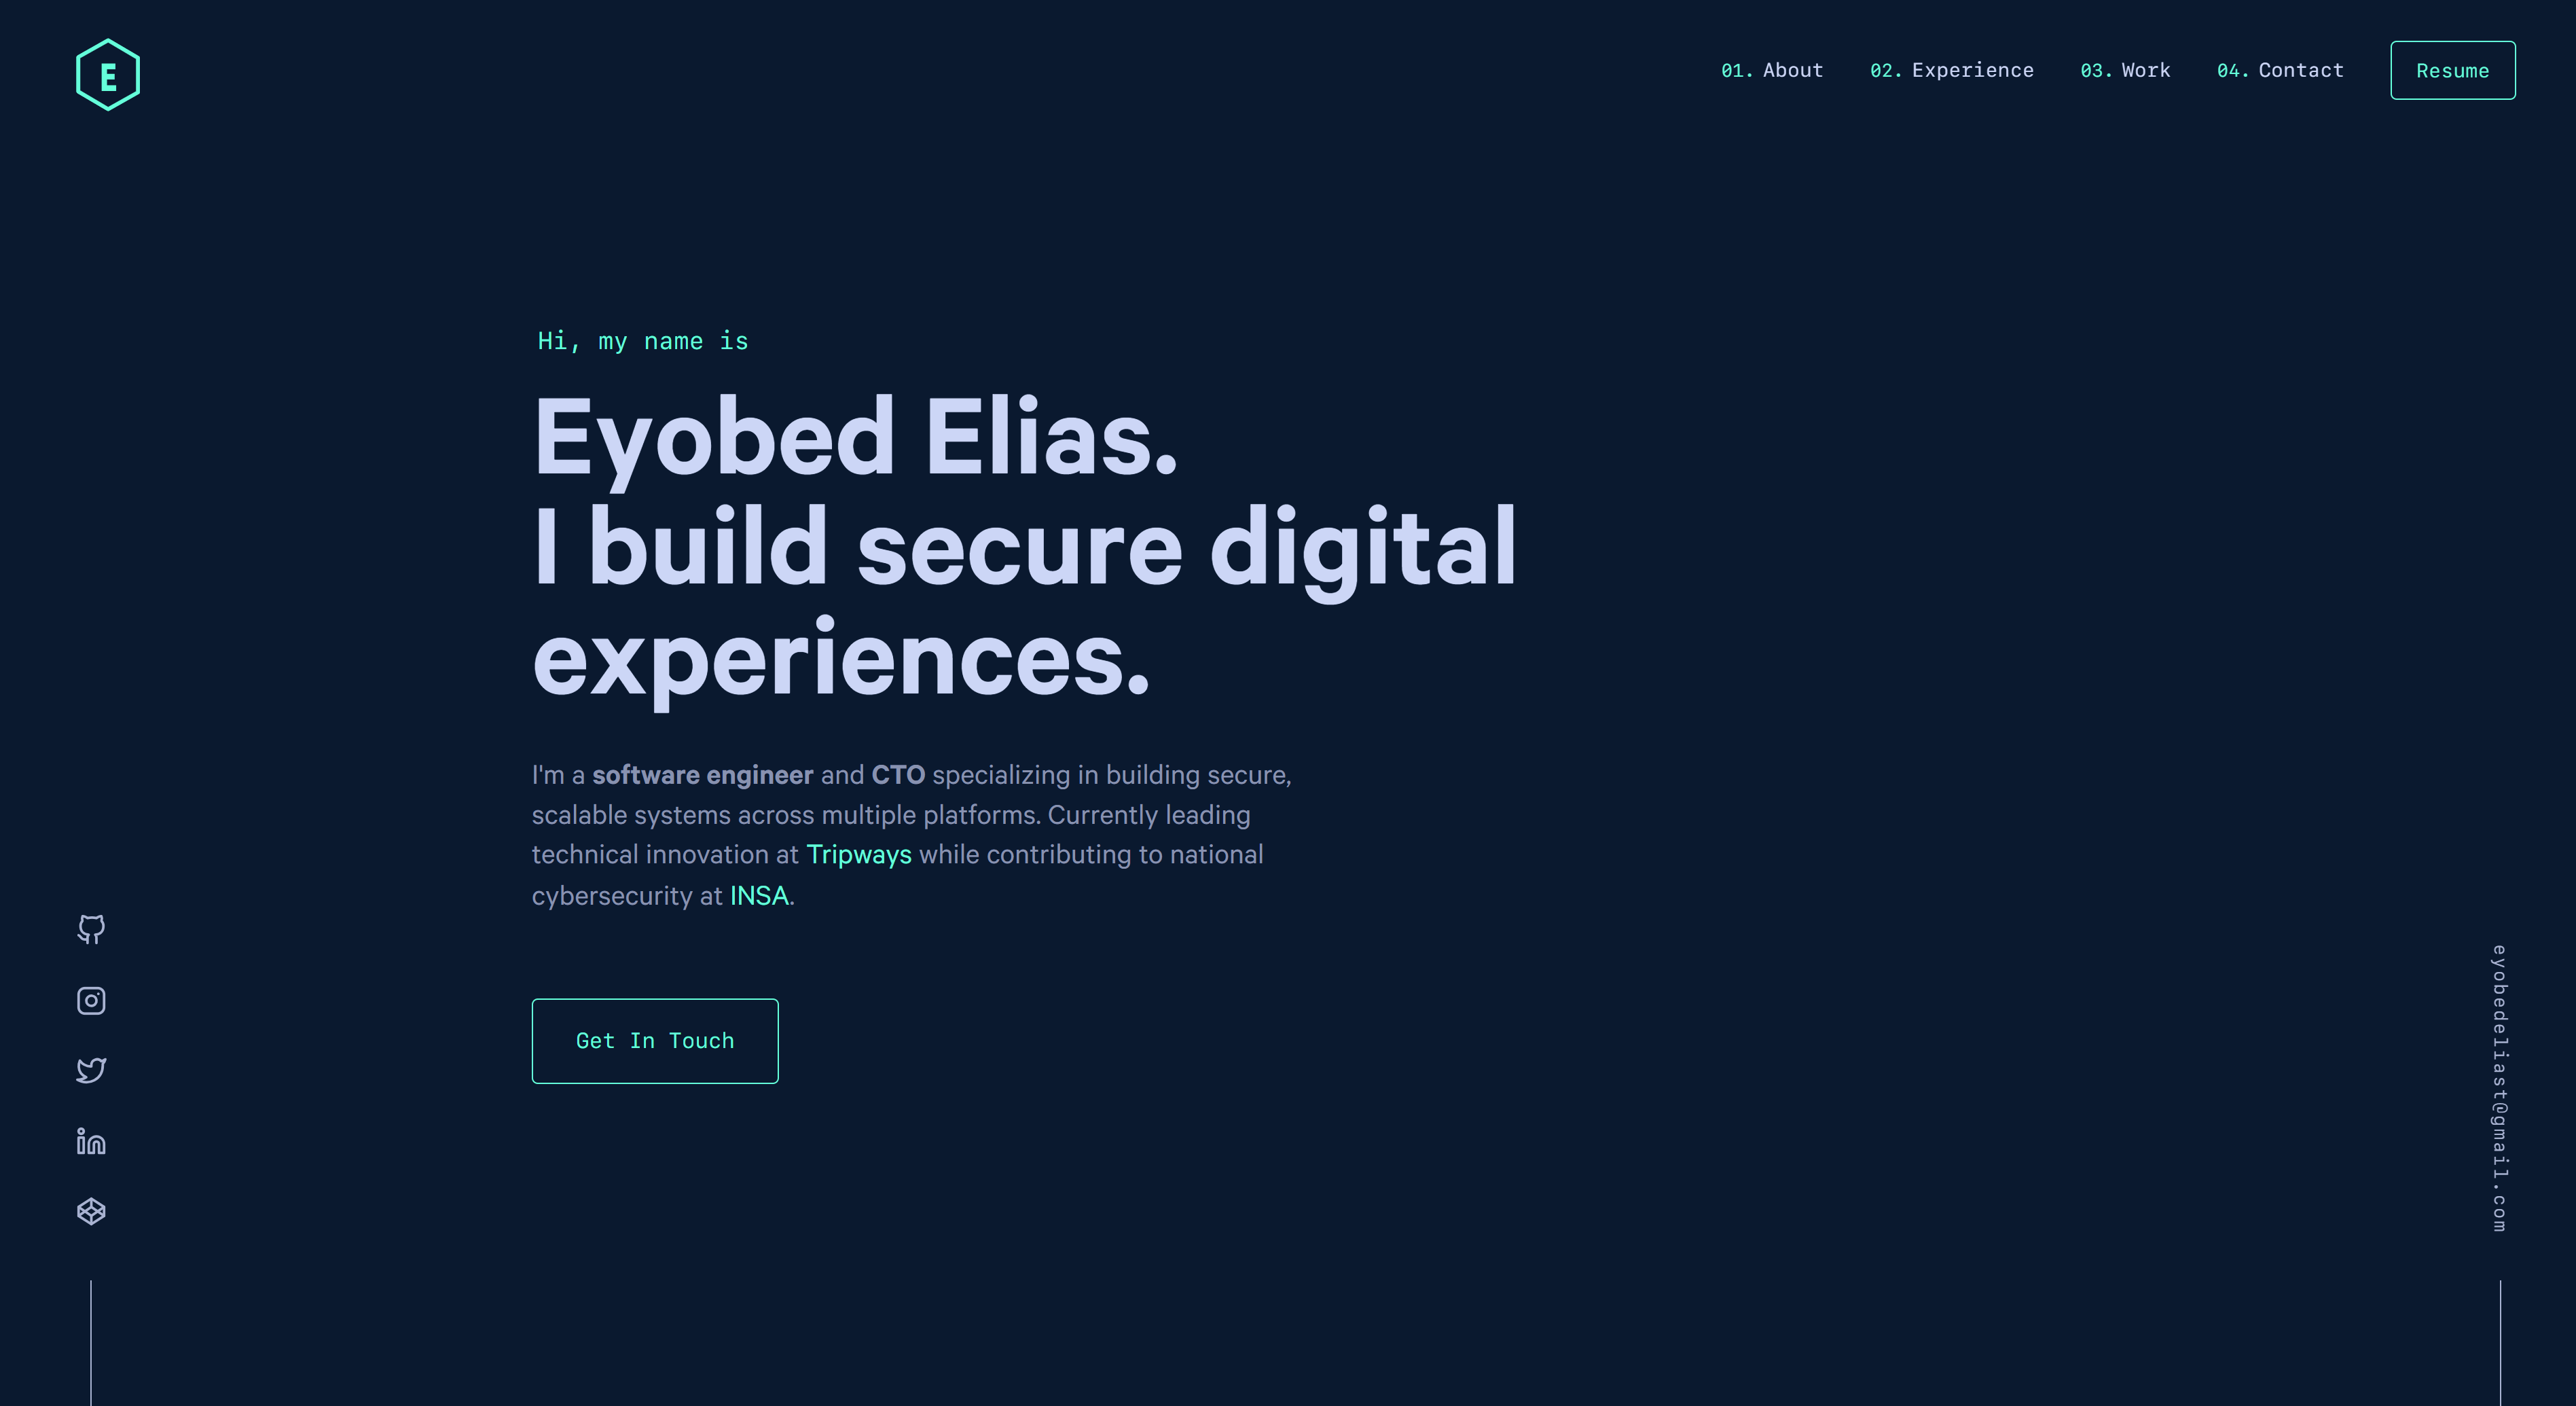 E
01. About 02. Experience 03. Work 04. Contact Resume
Hi, my name is
Eyobed Elias.
I build secure digital
experiences.
I'm a software engineer and CTO specializing in building secure,
scalable systems across multiple platforms. Currently leading
technical innovation at Tripways while contributing to national
cybersecurity at INSA.
Get In Touch
eyobedeliast@gmail.com